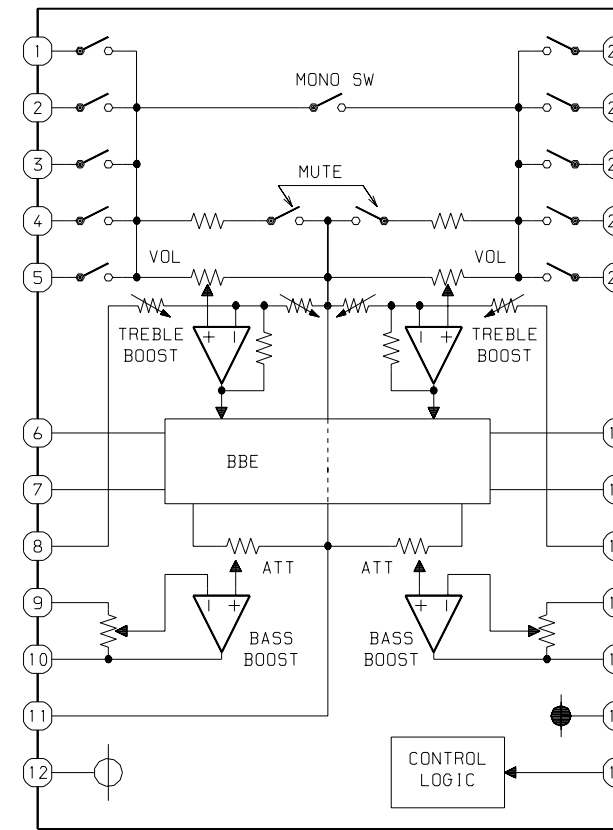 1
2
MONO SW
3
MUTE
4
VOL
VOL
5
TREBLE
BOOST
TREBLE
BOOST
+ −
− +
6
BBE
7
8
ATT
ATT
9
− +
+ −
BASS
BOOST
BASS
BOOST
10
11
12
CONTROL
LOGIC